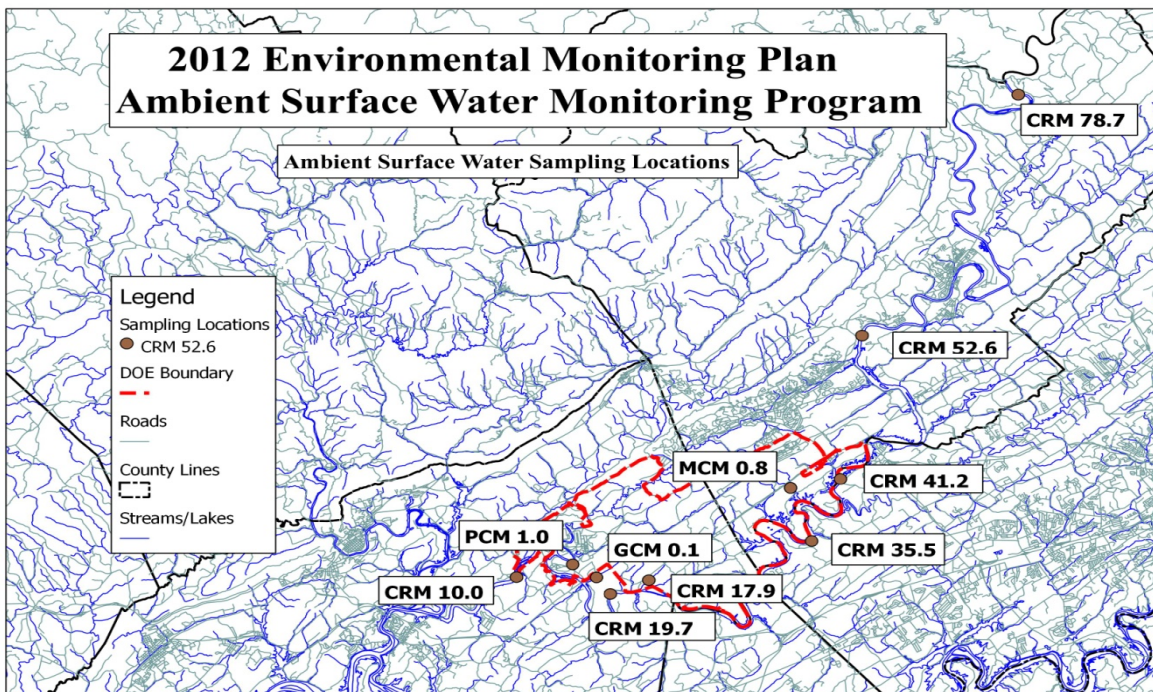 2012 Environmental Monitoring Plan
Ambient Surface Water Monitoring Program
Ambient Surface Water Sampling Locations
CRM 78.7
Legend
Sampling Locations
CRM 52.6
DOE Boundary
Roads
County Lines
Streams/Lakes
CRM 52.6
MCM 0.8
CRM 41.2
PCM 1.0
GCM 0.1
CRM 35.5
CRM 10.0
CRM 17.9
CRM 19.7